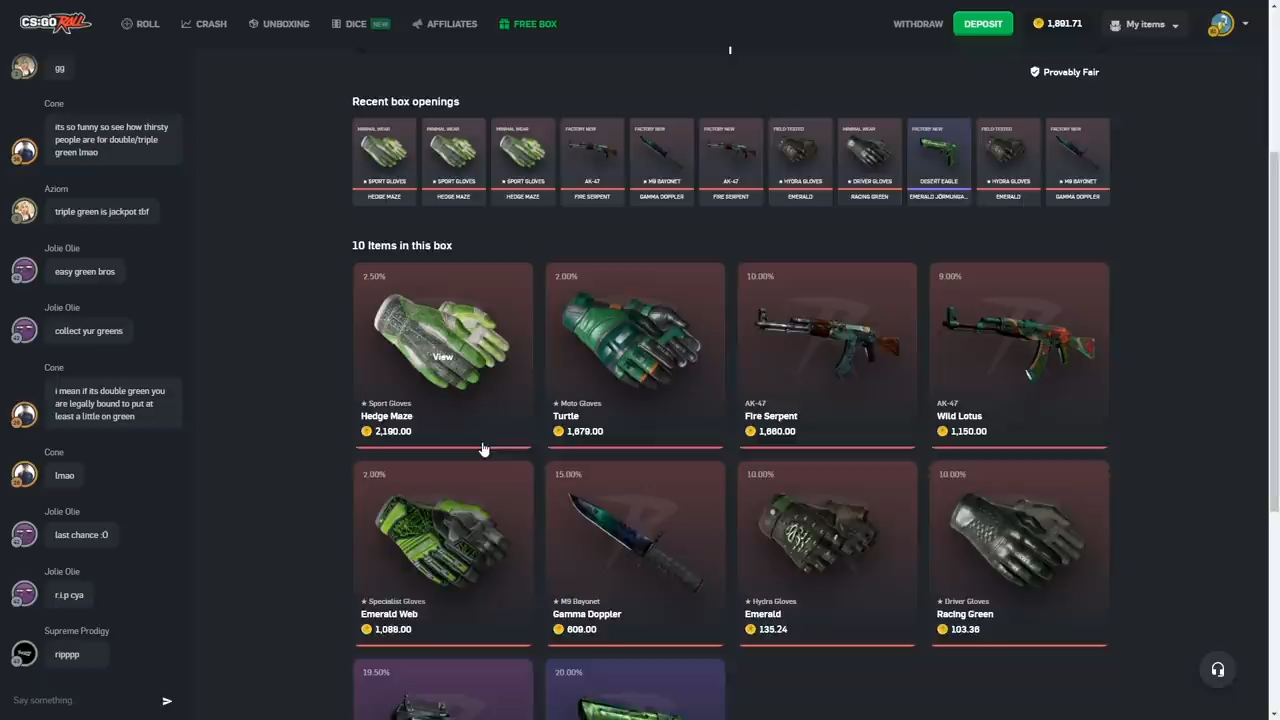 CS:GO ROLL
ROLL
CRASH
UNBOXING
DICE NEW
AFFILIATES
FREE BOX
WITHDRAW
DEPOSIT
1,891.71
My items
gg
Cone
its so funny so see how thirsty
people are for double/triple
green lmao
Aziom
triple green is jackpot tbf
Jolie Olie
easy green bros
Jolie Olie
collect yur greens
Cone
i mean if its double green you
are legally bound to put at
least a little on green
Cone
lmao
Jolie Olie
last chance :O
Jolie Olie
r.i.p cya
Supreme Prodigy
ripppp
Say something.
Provably Fair
Recent box openings
MINIMAL WEAR
★ SPORT GLOVES
HEDGE MAZE
MINIMAL WEAR
★ SPORT GLOVES
HEDGE MAZE
MINIMAL WEAR
★ SPORT GLOVES
HEDGE MAZE
FACTORY NEW
AK-47
FIRE SERPENT
FACTORY NEW
★ M9 BAYONET
GAMMA DOPPLER
FACTORY NEW
AK-47
FIRE SERPENT
FIELD-TESTED
★ HYDRA GLOVES
EMERALD
MINIMAL WEAR
★ DRIVER GLOVES
RACING GREEN
FACTORY NEW
DESERT EAGLE
EMERALD JÖRMUNGA...
FIELD-TESTED
★ HYDRA GLOVES
EMERALD
FACTORY NEW
★ M9 BAYONET
GAMMA DOPPLER
10 Items in this box
2.50%
View
★ Sport Gloves
Hedge Maze
2,190.00
2.00%
★ Moto Gloves
Turtle
1,679.00
10.00%
AK-47
Fire Serpent
1,660.00
9.00%
AK-47
Wild Lotus
1,150.00
2.00%
★ Specialist Gloves
Emerald Web
1,088.00
15.00%
★ M9 Bayonet
Gamma Doppler
609.00
10.00%
★ Hydra Gloves
Emerald
135.24
10.00%
★ Driver Gloves
Racing Green
103.36
19.50%
20.00%